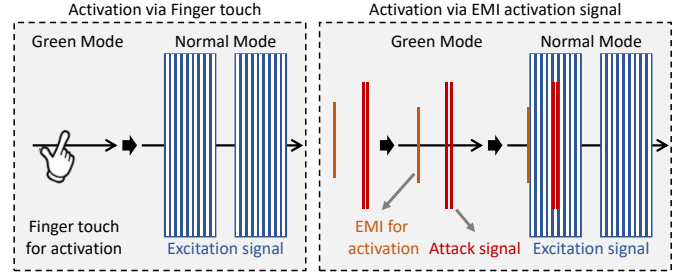 Activation via Finger touch
Green Mode
Normal Mode
Finger touch
for activation
Excitation signal
Activation via EMI activation signal
Green Mode
Normal Mode
EMI for
activation
Attack signal
Excitation signal